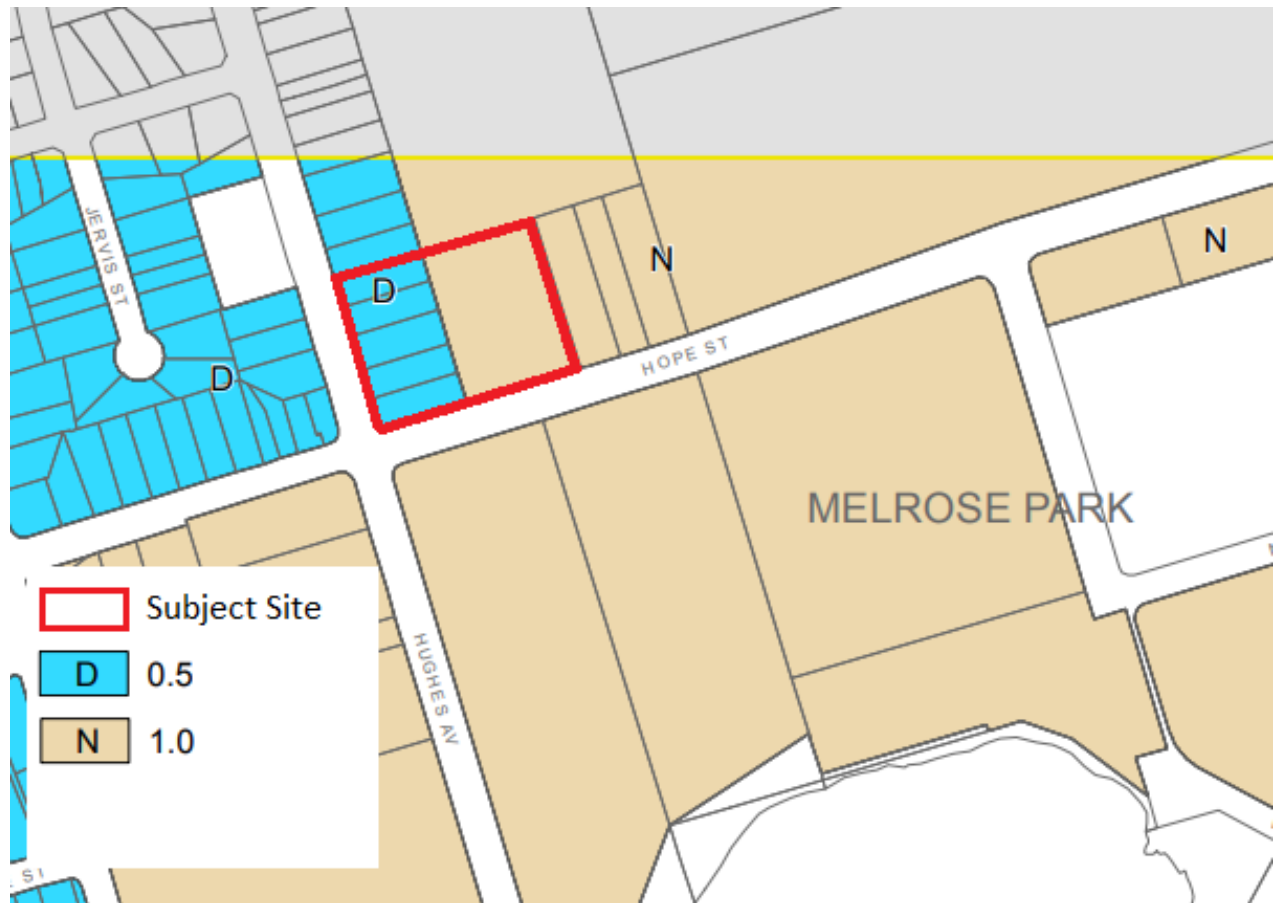 JERVIS ST
D
N
N
HOPE ST
D
MELROSE PARK
HUGHES AV
Subject Site
D 0.5
N 1.0